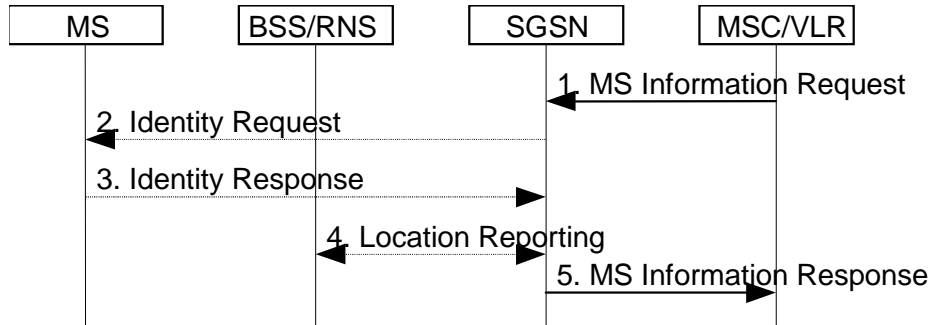 MS
BSS/RNS
SGSN
MSC/VLR
1. MS Information Request
2. Identity Request
3. Identity Response
4. Location Reporting
5. MS Information Response